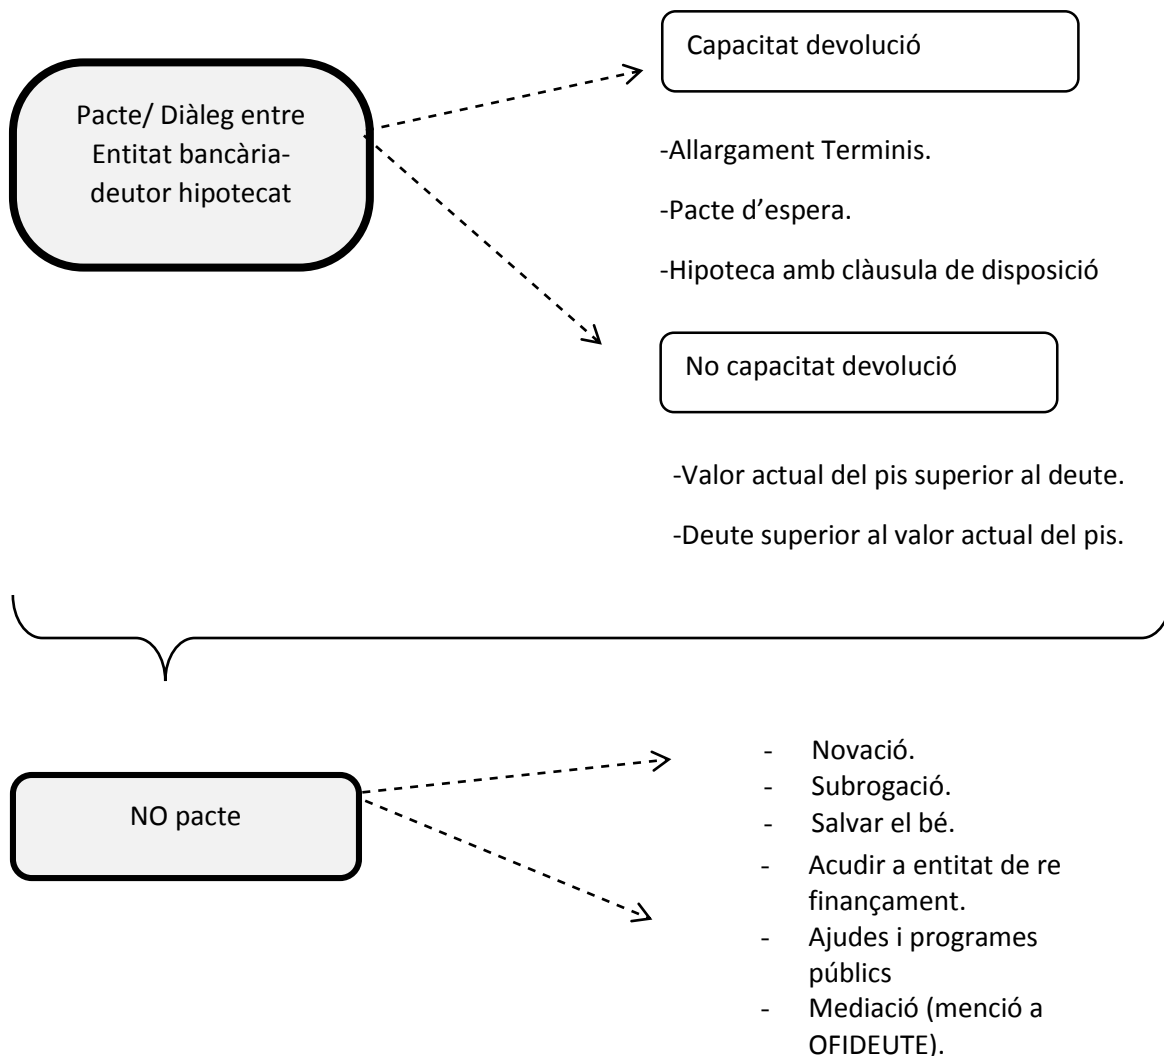 Pacte/ Diàleg entre
Entitat bancària-
deutor hipotecat
Capacitat devolució
-Allargament Terminis.
-Pacte d’espera.
-Hipoteca amb clàusula de disposició
No capacitat devolució
-Valor actual del pis superior al deute.
-Deute superior al valor actual del pis.
NO pacte
- Novació.
- Subrogació.
- Salvar el bé.
- Acudir a entitat de re
finançament.
- Ajudes i programes
públics
- Mediació (menció a
OFIDEUTE).